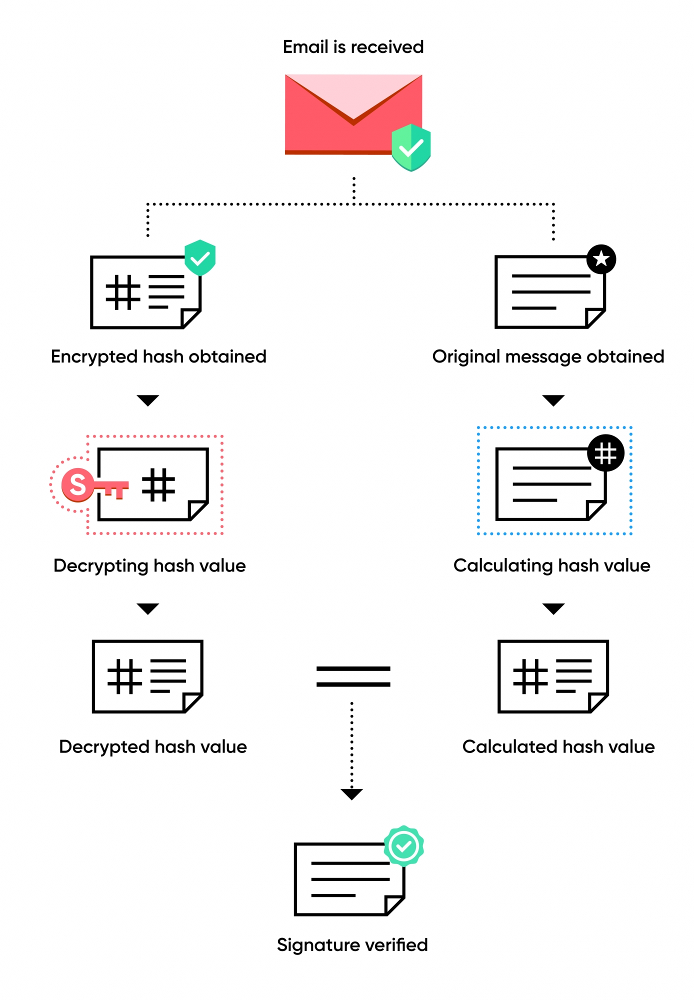 Email is received
Encrypted hash obtained
Original message obtained
#
S
#
Decrypting hash value
Calculating hash value
#
=
#
Decrypted hash value
Calculated hash value
Signature verified